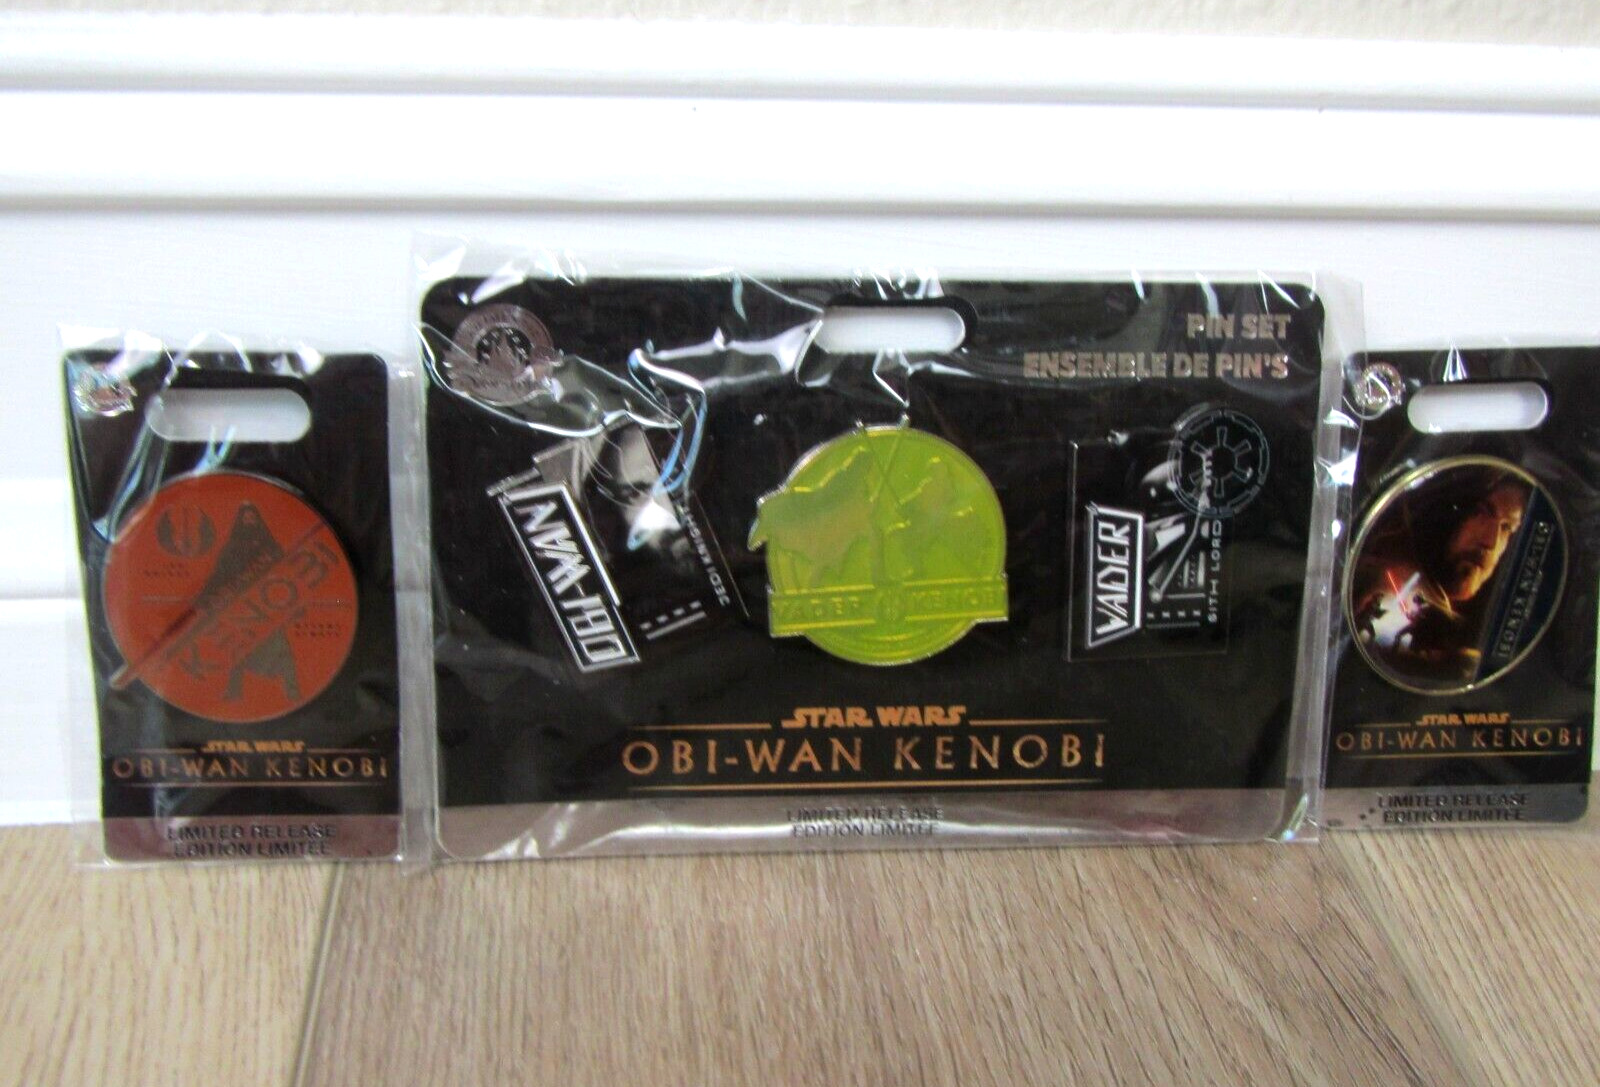 OBI-WAN
KENOBI
STAR WARS
OBI-WAN KENOBI
LIMITED RELEASE
EDITION LIMITÉE
PIN SET
ENSEMBLE DE PIN'S
OBI-WAN
JEDI KNIGHT
VADER KENOBI
VADER
SITH LORD
STAR WARS
OBI-WAN KENOBI
LIMITED RELEASE
EDITION LIMITÉE
STAR WARS
OBI-WAN KENOBI
LIMITED RELEASE
EDITION LIMITÉE